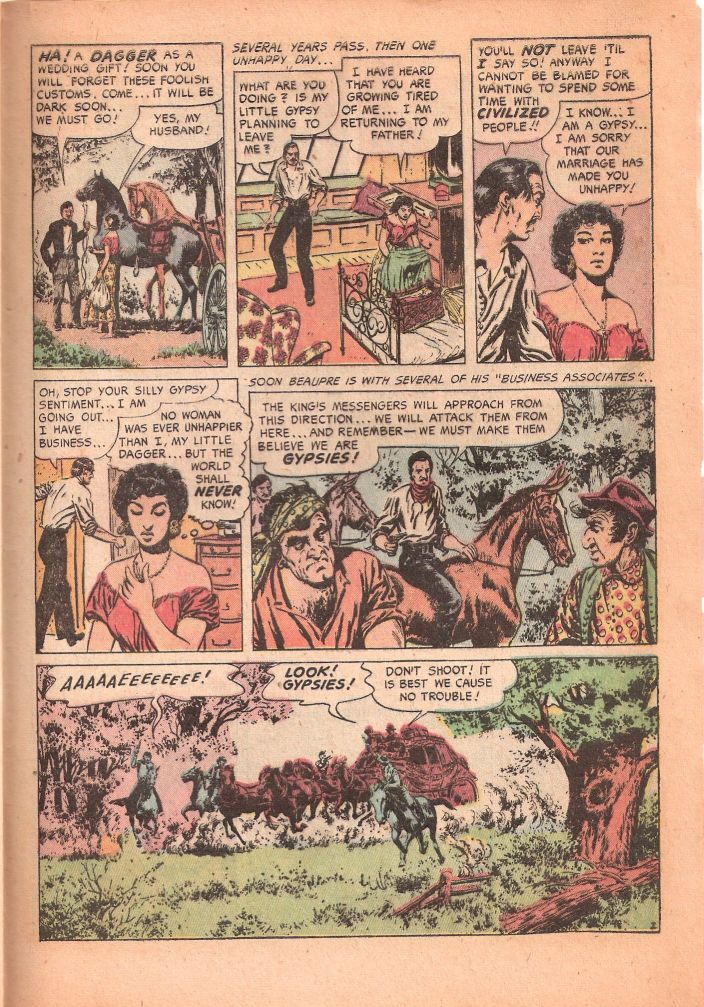 HA! A DAGGER AS A
WEDDING GIFT! SOON YOU
WILL FORGET THESE FOOLISH
CUSTOMS. COME... IT WILL BE
DARK SOON...
WE MUST GO!
YES, MY
HUSBAND!
SEVERAL YEARS PASS, THEN ONE
UNHAPPY DAY...
WHAT ARE YOU
DOING? IS MY
LITTLE GYPSY
PLANNING TO
LEAVE
ME?
I HAVE HEARD
THAT YOU ARE
GROWING TIRED
OF ME... I AM
RETURNING TO MY
FATHER!
YOU'LL NOT LEAVE 'TIL
I SAY SO! ANYWAY I
CANNOT BE BLAMED FOR
WANTING TO SPEND SOME
TIME WITH
CIVILIZED
PEOPLE!!
I KNOW... I
AM A GYPSY...
I AM SORRY
THAT OUR
MARRIAGE HAS
MADE YOU
UNHAPPY!
OH, STOP YOUR SILLY GYPSY
SENTIMENT... I AM
GOING OUT...
I HAVE
BUSINESS...
NO WOMAN
WAS EVER UNHAPPIER
THAN I, MY LITTLE
DAGGER... BUT THE
WORLD
SHALL
NEVER
KNOW!
SOON BEAUPRE IS WITH SEVERAL OF HIS "BUSINESS ASSOCIATES"...
THE KING'S MESSENGERS WILL APPROACH FROM
THIS DIRECTION... WE WILL ATTACK THEM FROM
HERE... AND REMEMBER— WE MUST MAKE THEM
BELIEVE WE ARE
GYPSIES!
AAAAAEEEEEEEEE!
LOOK!
GYPSIES!
DON'T SHOOT! IT
IS BEST WE CAUSE
NO TROUBLE!
2